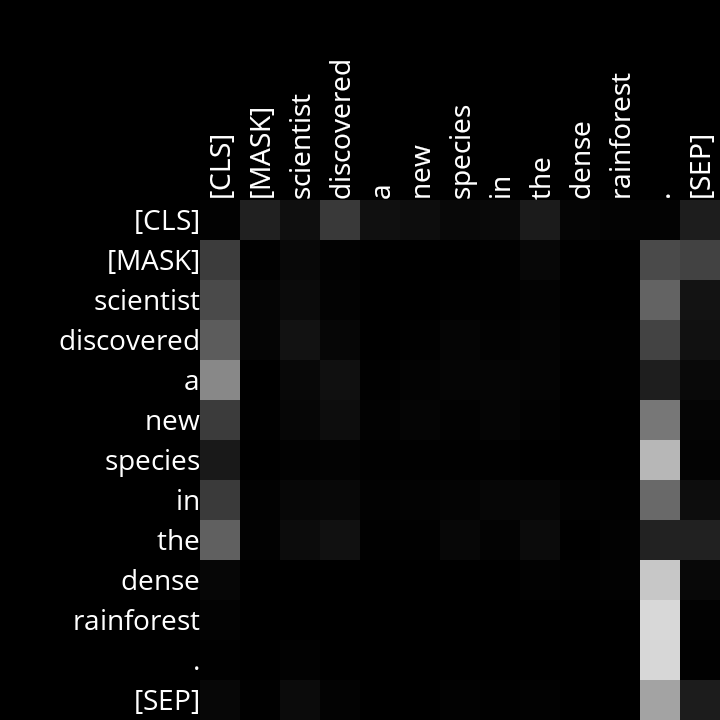 [CLS] [MASK] scientist discovered a new species in the dense rainforest . [SEP]
[CLS]
[MASK]
scientist
discovered
a
new
species
in
the
dense
rainforest
.
[SEP]